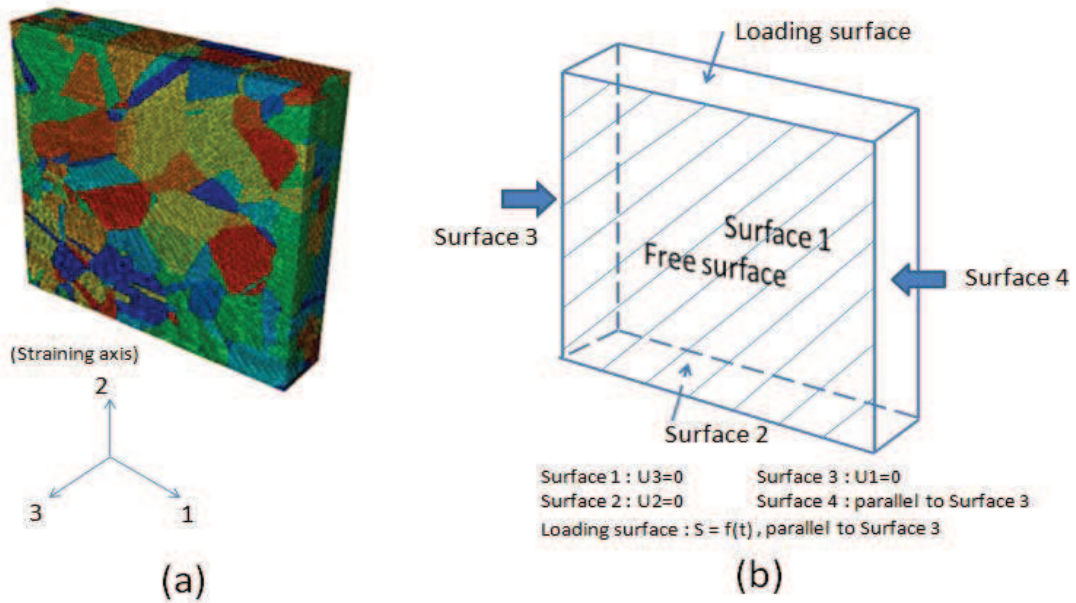 (Straining axis)
2
3
1
(a)
Loading surface
Surface 3
Surface 1
Free surface
Surface 4
Surface 2
Surface 1 : U3=0
Surface 3 : U1=0
Surface 2 : U2=0
Surface 4 : parallel to Surface 3
Loading surface : S = f(t) , parallel to Surface 3
(b)